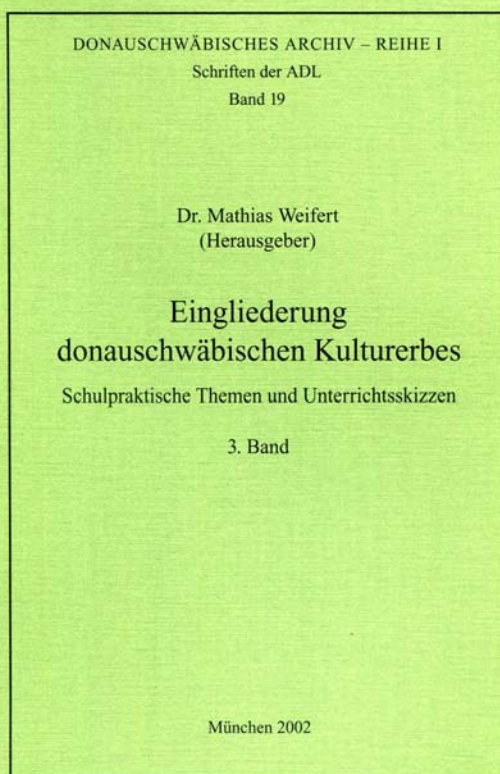 DONAUSCHWÄBISCHES ARCHIV – REIHE I
Schriften der ADL
Band 19
Dr. Mathias Weifert
(Herausgeber)
Eingliederung
donauschwäbischen Kulturerbes
Schulpraktische Themen und Unterrichtsskizzen
3. Band
München 2002